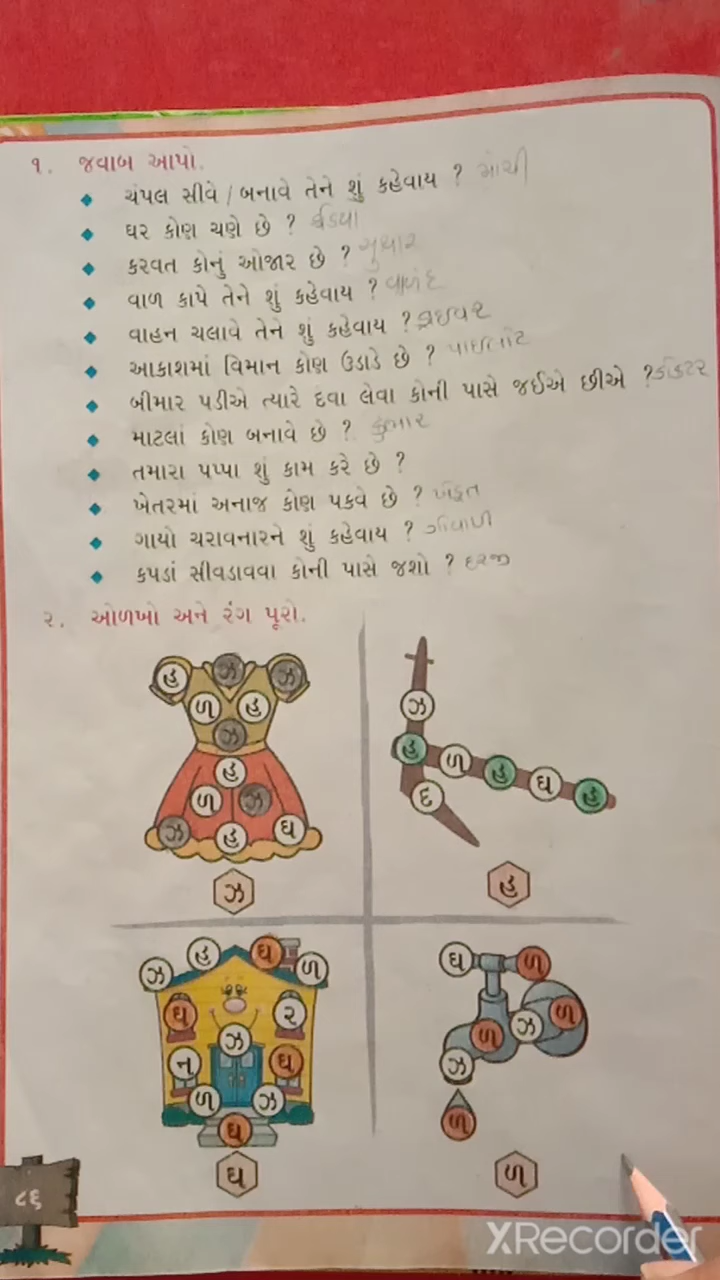 ૧. જવાબ આપો.
ચંપલ સીવે / બનાવે તેને શું કહેવાય ? મોચી
ઘર કોણ ચણે છે ? કડિયા
કરવત કોનું ઓજાર છે ? સુથાર
વાળ કાપે તેને શું કહેવાય ? વાળંદ
વાહન ચલાવે તેને શું કહેવાય ? ડ્રાઇવર
આકાશમાં વિમાન કોણ ઉડાડે છે ? પાઇલોટ
બીમાર પડીએ ત્યારે દવા લેવા કોની પાસે જઈએ છીએ ? ડોકટર
માટલાં કોણ બનાવે છે ? કુંભાર
તમારા પપ્પા શું કામ કરે છે ?
ખેતરમાં અનાજ કોણ પકવે છે ? ખેડૂત
ગાયો ચરાવનારને શું કહેવાય ? ગોવાળ
કપડાં સીવડાવવા કોની પાસે જશો ? દરજી
૨. ઓળખો અને રંગ પૂરો.
હ ઝ ઝ
ળ હ
ઝ
હ
ળ ઝ
ઝ હ ઘ
ઝ
ઝ
હ ળ હ ઘ હ
દ
હ
ઝ હ ઘ ળ
ઘ ર
ઝ
ન ઘ
ળ ઝ
ઘ
ઘ
ઘ ળ
ળ ઝ ળ
ઝ
ળ
ળ
૮૬
XRecorder